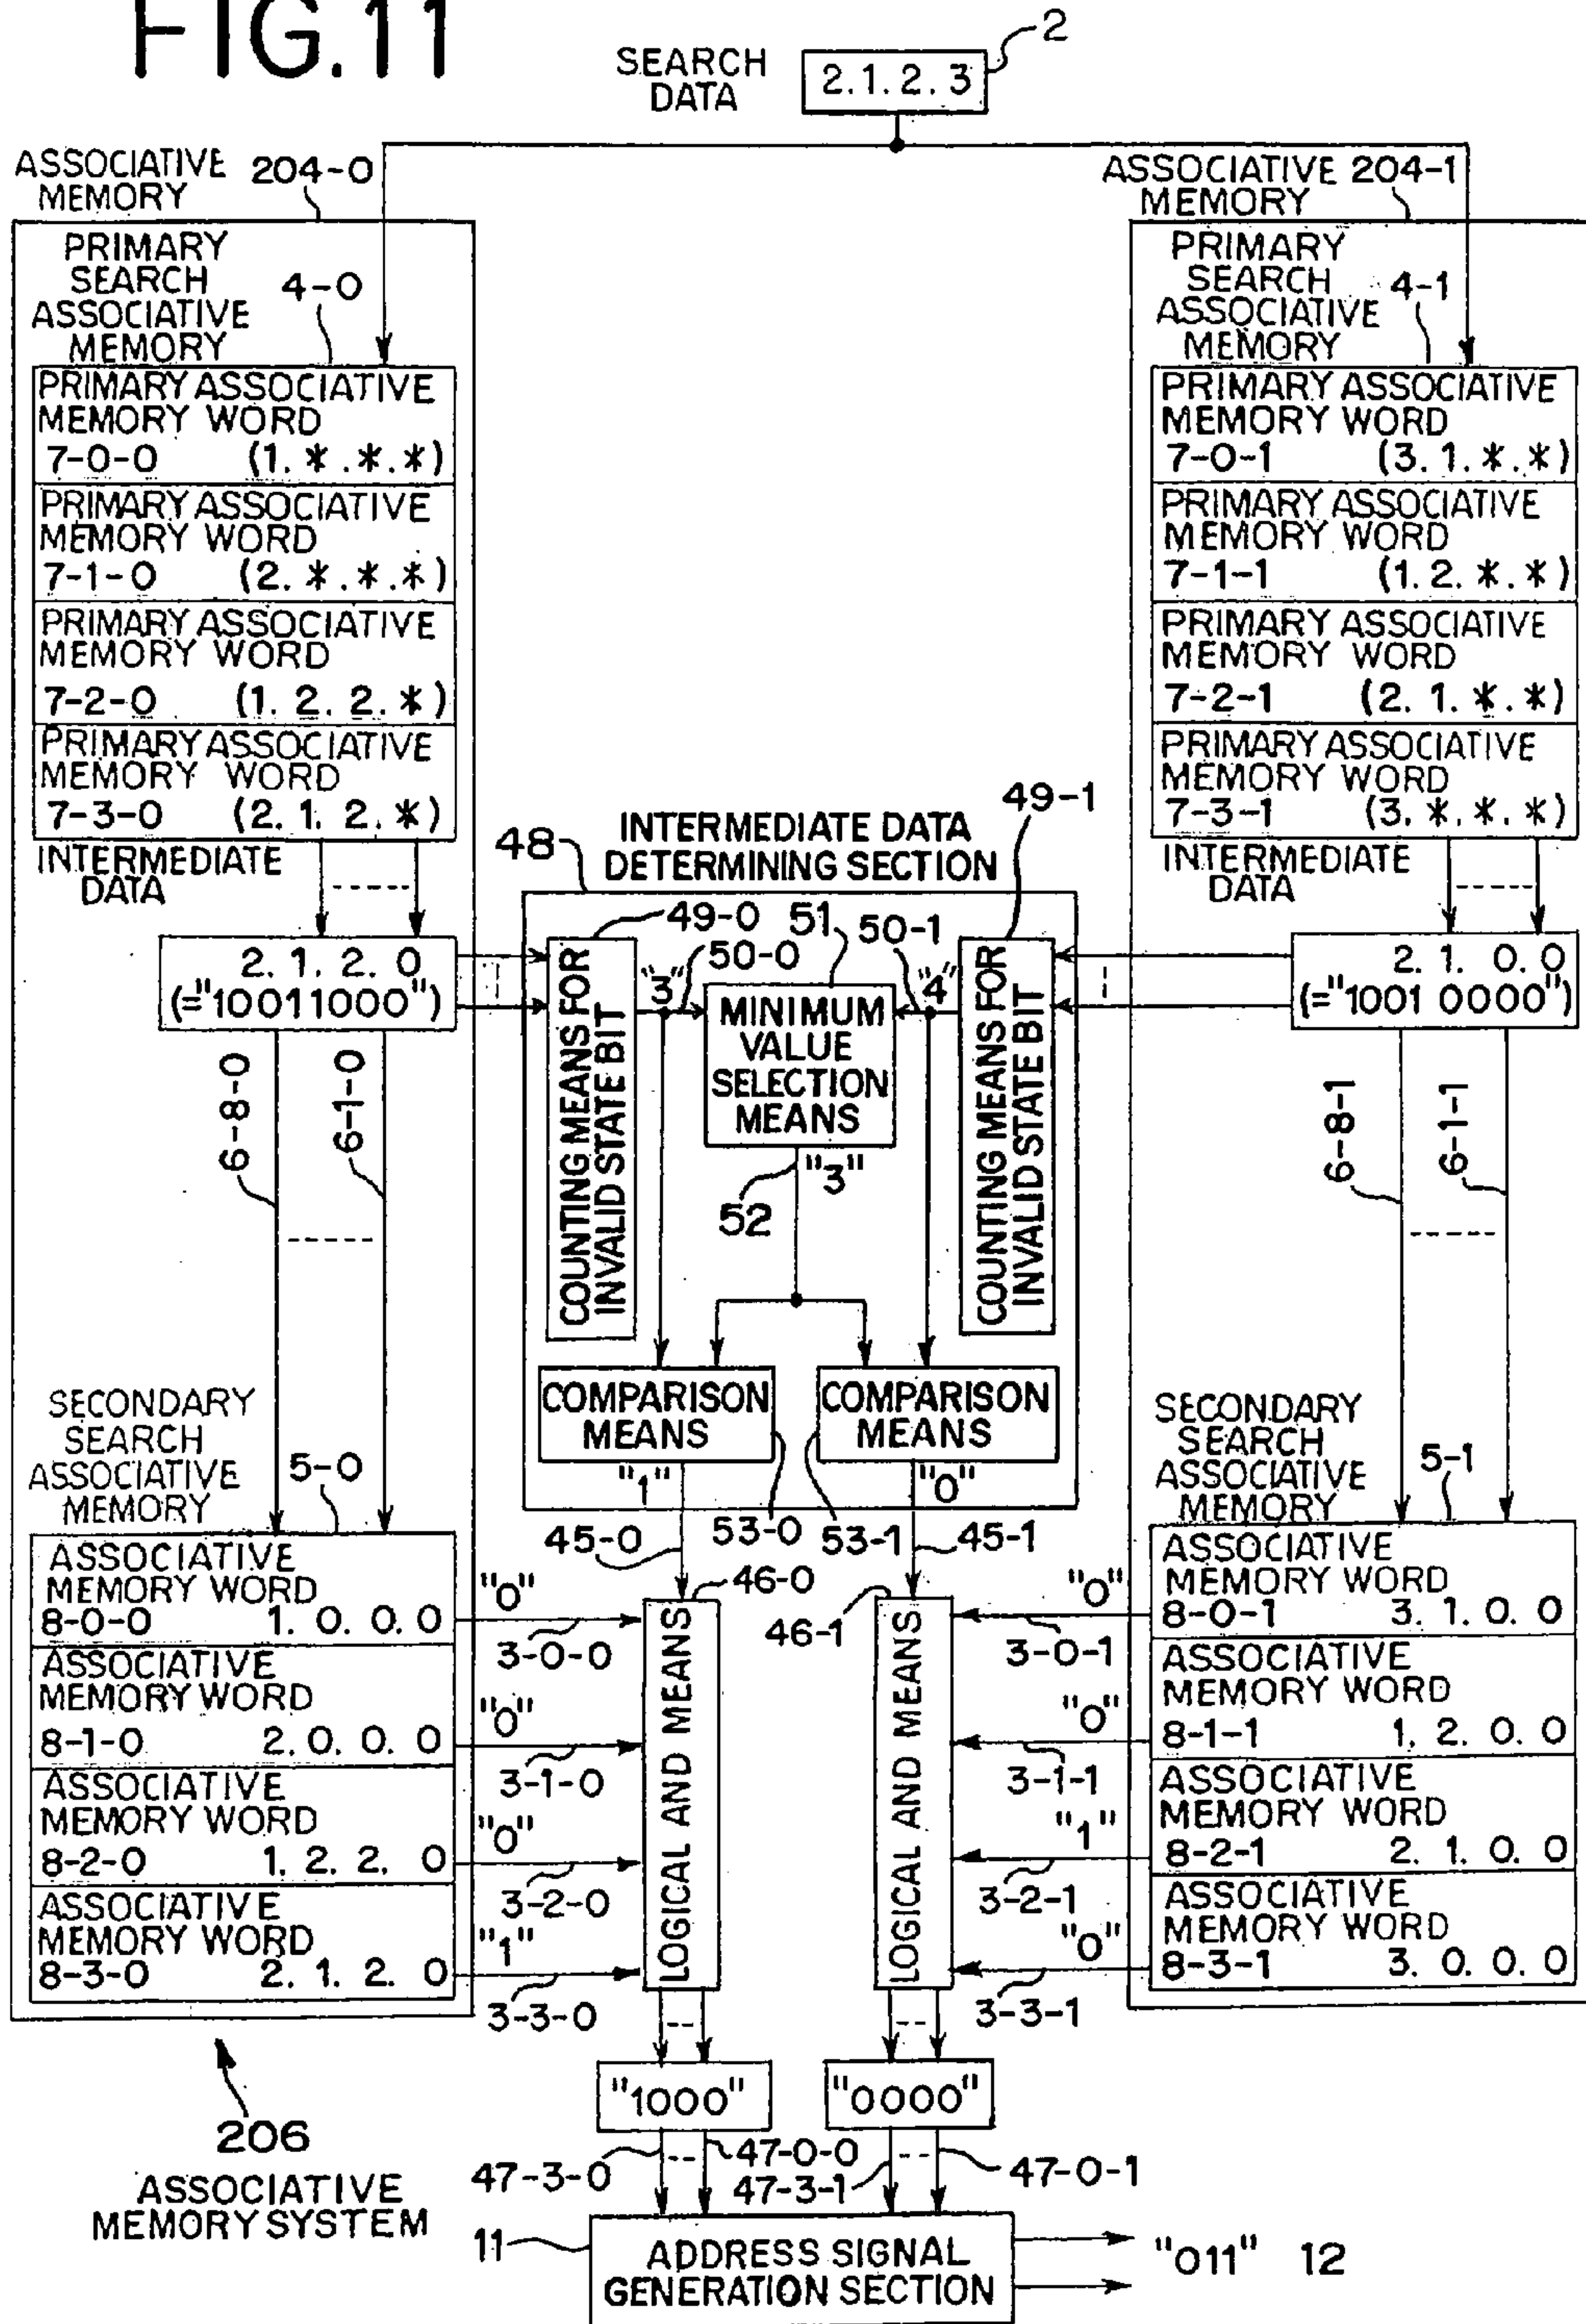 FIG.11
SEARCH
DATA
2.1.2.3
2
ASSOCIATIVE
MEMORY
204-0
PRIMARY
SEARCH
ASSOCIATIVE
MEMORY
4-0
PRIMARY ASSOCIATIVE
MEMORY WORD
7-0-0 (1.*.*.*)
PRIMARY ASSOCIATIVE
MEMORY WORD
7-1-0 (2.*.*.*)
PRIMARY ASSOCIATIVE
MEMORY WORD
7-2-0 (1.2.2.*)
PRIMARY ASSOCIATIVE
MEMORY WORD
7-3-0 (2.1.2.*)
INTERMEDIATE
DATA
2.1.2.0
(="10011000")
6-8-0
6-1-0
SECONDARY
SEARCH
ASSOCIATIVE
MEMORY
5-0
ASSOCIATIVE
MEMORY WORD
8-0-0 1.0.0.0
ASSOCIATIVE
MEMORY WORD
8-1-0 2.0.0.0
ASSOCIATIVE
MEMORY WORD
8-2-0 1.2.2.0
ASSOCIATIVE
MEMORY WORD
8-3-0 2.1.2.0
206
ASSOCIATIVE
MEMORY SYSTEM
48
INTERMEDIATE DATA
DETERMINING SECTION
49-1
49-0
51
50-1
50-0
COUNTING MEANS FOR
INVALID STATE BIT
"3"
MINIMUM
VALUE
SELECTION
MEANS
"4"
COUNTING MEANS FOR
INVALID STATE BIT
"3"
52
COMPARISON
MEANS
COMPARISON
MEANS
"1"
"0"
45-0
53-0
53-1
45-1
46-0
46-1
"0"
3-0-0
"0"
3-1-0
"0"
3-2-0
"1"
3-3-0
LOGICAL AND MEANS
LOGICAL AND MEANS
"0"
3-0-1
"0"
3-1-1
"1"
3-2-1
"0"
3-3-1
"1000"
"0000"
47-3-0
47-0-0
47-3-1
47-0-1
11
ADDRESS SIGNAL
GENERATION SECTION
"011" 12
ASSOCIATIVE
MEMORY
204-1
PRIMARY
SEARCH
ASSOCIATIVE
MEMORY
4-1
PRIMARY ASSOCIATIVE
MEMORY WORD
7-0-1 (3.1.*.*)
PRIMARY ASSOCIATIVE
MEMORY WORD
7-1-1 (1.2.*.*)
PRIMARY ASSOCIATIVE
MEMORY WORD
7-2-1 (2.1.*.*)
PRIMARY ASSOCIATIVE
MEMORY WORD
7-3-1 (3.*.*.*)
INTERMEDIATE
DATA
2.1.0.0
(="1001 0000")
6-8-1
6-1-1
SECONDARY
SEARCH
ASSOCIATIVE
MEMORY
5-1
ASSOCIATIVE
MEMORY WORD
8-0-1 3.1.0.0
ASSOCIATIVE
MEMORY WORD
8-1-1 1.2.0.0
ASSOCIATIVE
MEMORY WORD
8-2-1 2.1.0.0
ASSOCIATIVE
MEMORY WORD
8-3-1 3.0.0.0